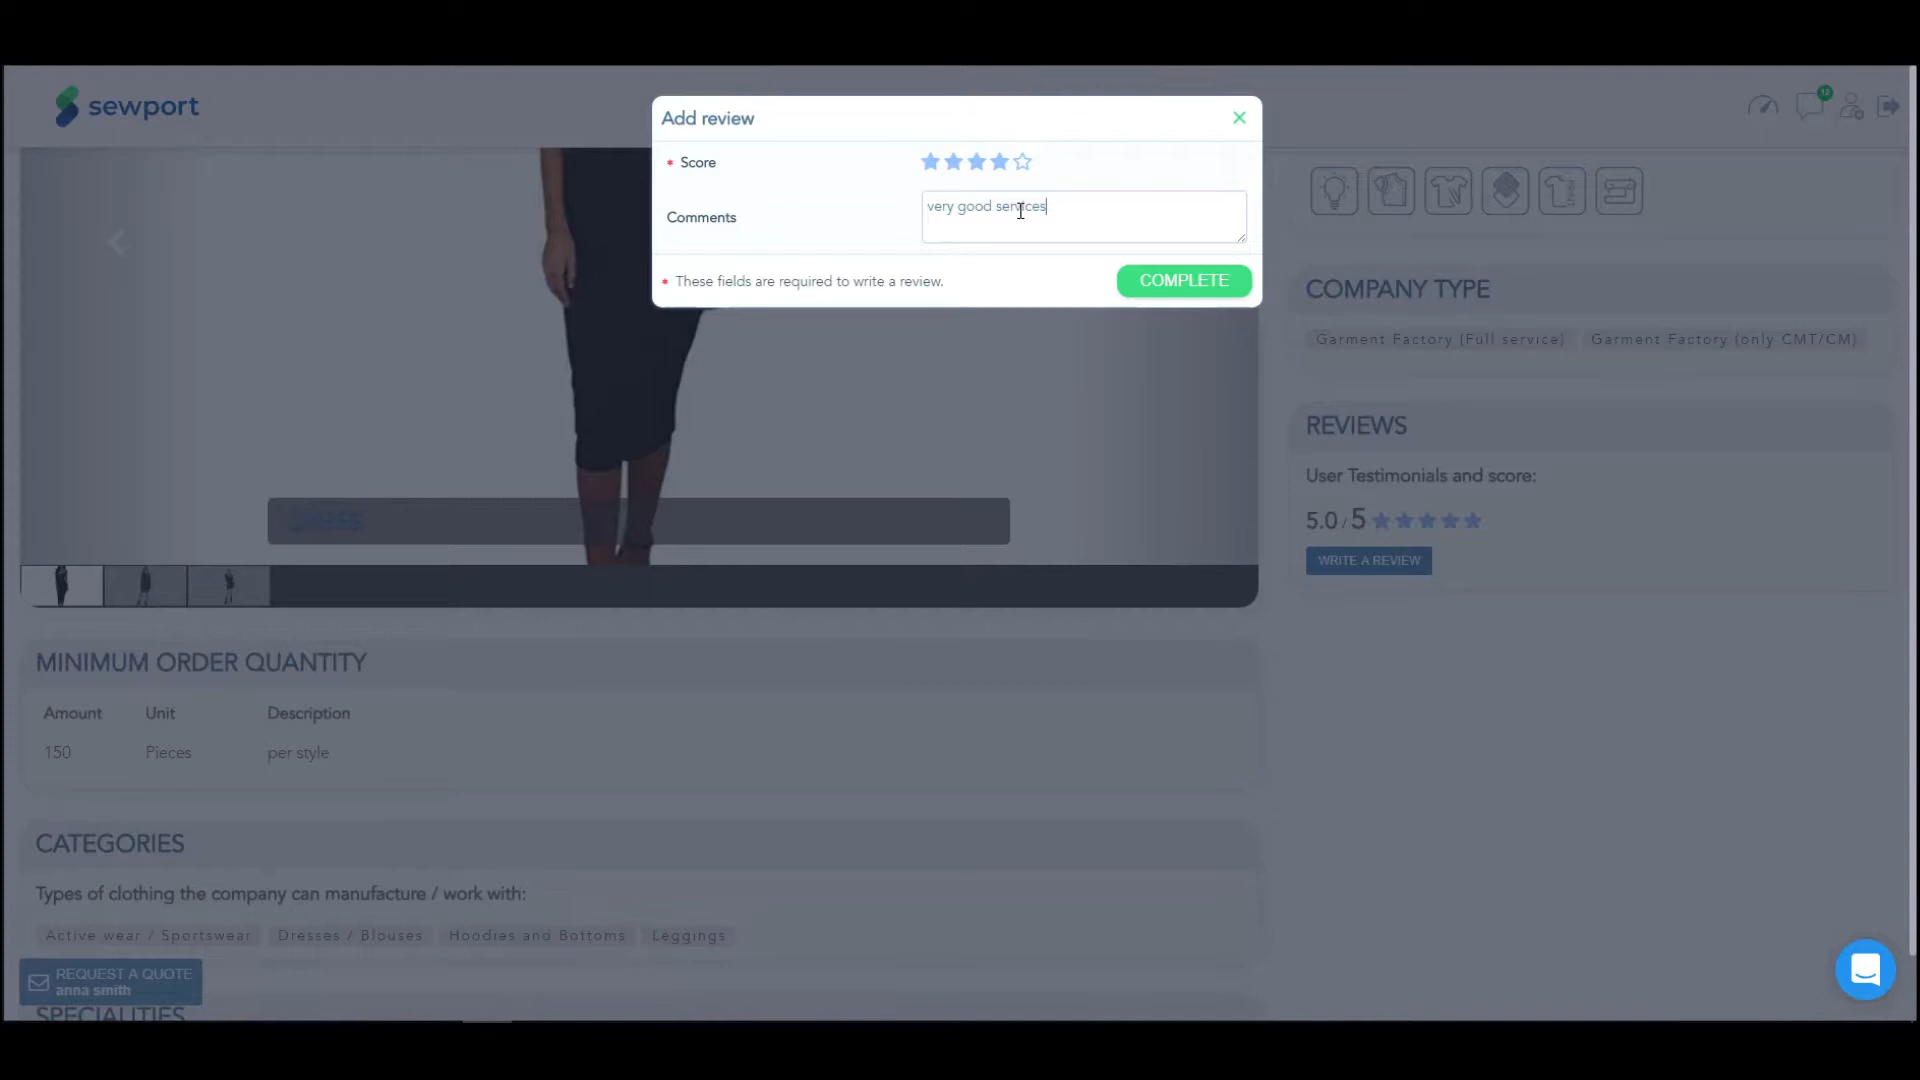 sewport
12
Add review
* Score
Comments
very good services
* These fields are required to write a review.
COMPLETE
COMPANY TYPE
Garment Factory (Full service)
Garment Factory (only CMT/CM)
REVIEWS
User Testimonials and score:
5.0 / 5
WRITE A REVIEW
MINIMUM ORDER QUANTITY
Amount Unit Description
150 Pieces per style
CATEGORIES
Types of clothing the company can manufacture / work with:
Active wear / Sportswear Dresses / Blouses Hoodies and Bottoms Leggings
REQUEST A QUOTE
anna smith
SPECIALITIES